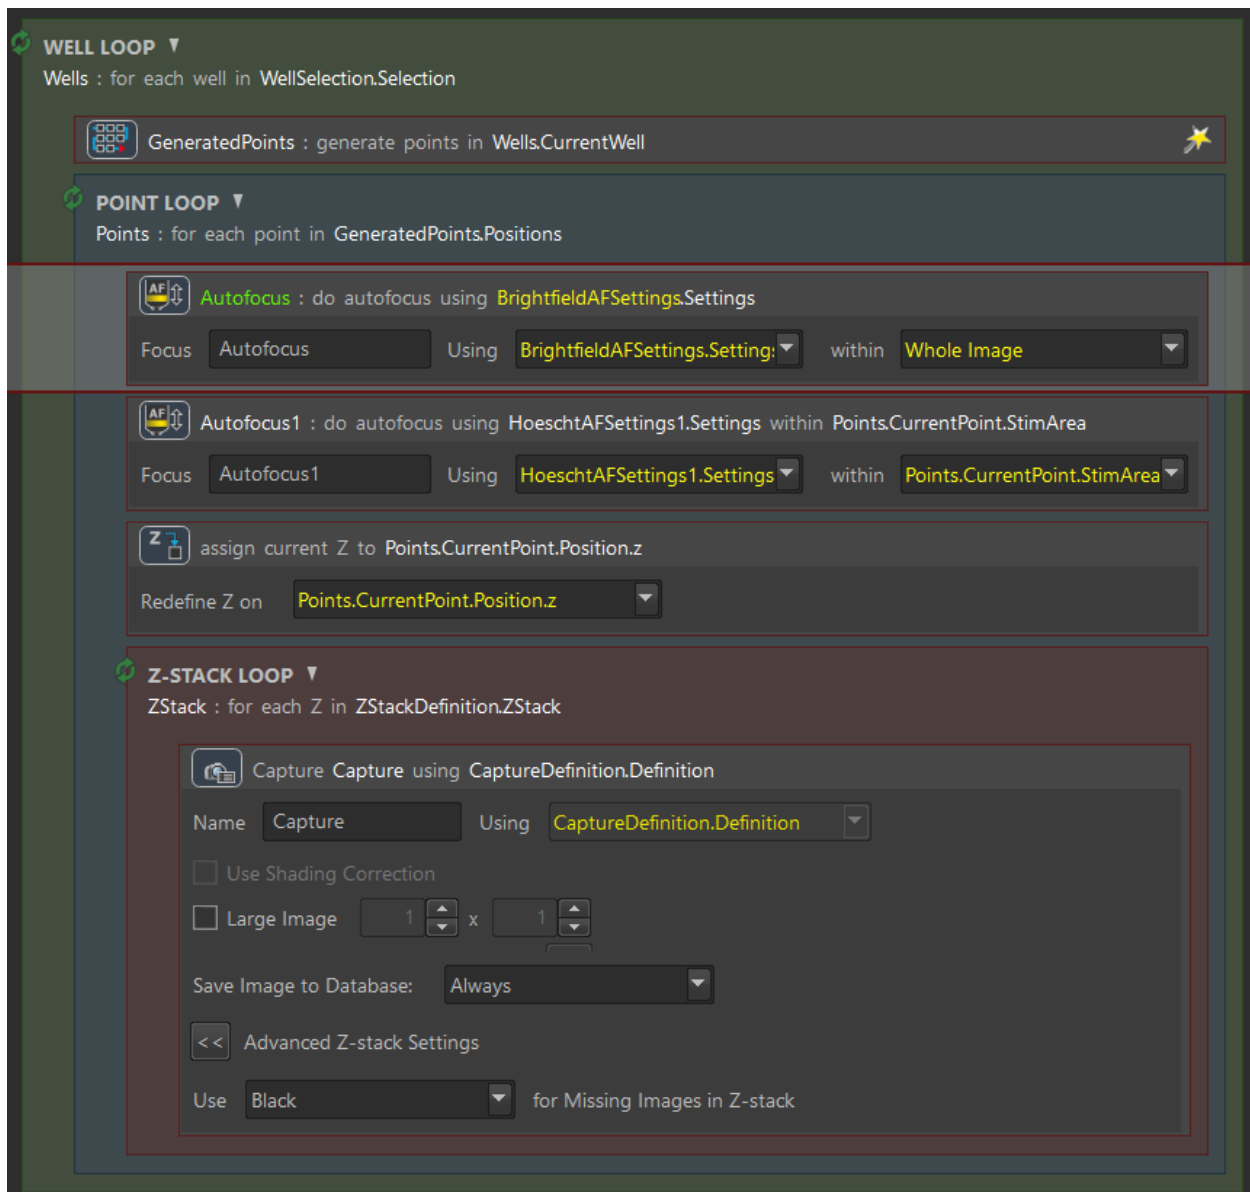 WELL LOOP ▼
Wells : for each well in WellSelection.Selection
GeneratedPoints : generate points in Wells.CurrentWell
POINT LOOP ▼
Points : for each point in GeneratedPoints.Positions
AF Autofocus : do autofocus using BrightfieldAFSettings.Settings
Focus Autofocus Using BrightfieldAFSettings.Setting: within Whole Image
AF Autofocus1 : do autofocus using HoeschtAFSettings1.Settings within Points.CurrentPoint.StimArea
Focus Autofocus1 Using HoeschtAFSettings1.Settings within Points.CurrentPoint.StimArea
Z assign current Z to Points.CurrentPoint.Position.z
Redefine Z on Points.CurrentPoint.Position.z
Z-STACK LOOP ▼
ZStack : for each Z in ZStackDefinition.ZStack
Capture Capture using CaptureDefinition.Definition
Name Capture Using CaptureDefinition.Definition
Use Shading Correction
Large Image 1 x 1
Save Image to Database: Always
<< Advanced Z-stack Settings
Use Black for Missing Images in Z-stack